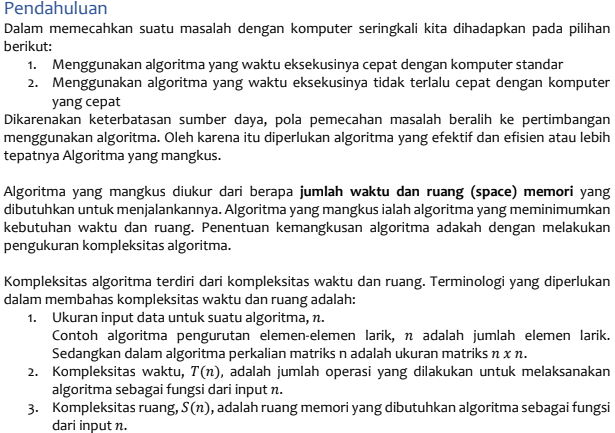 Pendahuluan
Dalam memecahkan suatu masalah dengan komputer seringkali kita dihadapkan pada pilihan
berikut:
1. Menggunakan algoritma yang waktu eksekusinya cepat dengan komputer standar
2. Menggunakan algoritma yang waktu eksekusinya tidak terlalu cepat dengan komputer
yang cepat
Dikarenakan keterbatasan sumber daya, pola pemecahan masalah beralih ke pertimbangan
menggunakan algoritma. Oleh karena itu diperlukan algoritma yang efektif dan efisien atau lebih
tepatnya Algoritma yang mangkus.
Algoritma yang mangkus diukur dari berapa jumlah waktu dan ruang (space) memori yang
dibutuhkan untuk menjalankannya. Algoritma yang mangkus ialah algoritma yang meminimumkan
kebutuhan waktu dan ruang. Penentuan kemangkusan algoritma adakah dengan melakukan
pengukuran kompleksitas algoritma.
Kompleksitas algoritma terdiri dari kompleksitas waktu dan ruang. Terminologi yang diperlukan
dalam membahas kompleksitas waktu dan ruang adalah:
1. Ukuran input data untuk suatu algoritma, n.
Contoh algoritma pengurutan elemen-elemen larik, n adalah jumlah elemen larik.
Sedangkan dalam algoritma perkalian matriks n adalah ukuran matriks n x n.
2. Kompleksitas waktu, T(n), adalah jumlah operasi yang dilakukan untuk melaksanakan
algoritma sebagai fungsi dari input n.
3. Kompleksitas ruang, S(n), adalah ruang memori yang dibutuhkan algoritma sebagai fungsi
dari input n.